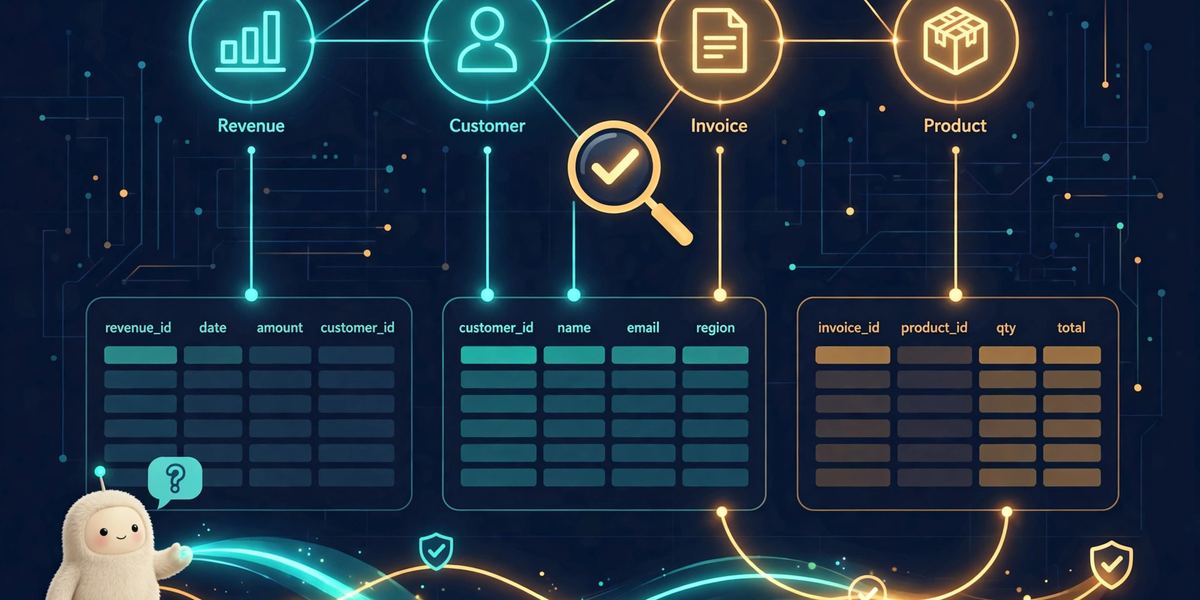 Revenue
Customer
Invoice
Product
revenue_id date amount customer_id
customer_id name email region
invoice_id product_id qty total
?